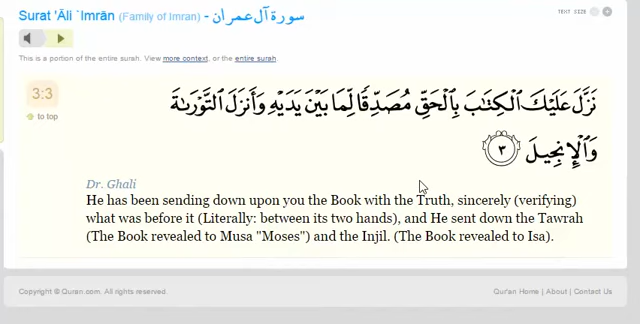 Surat 'Āli `Imrān (Family of Imran) - سورة آل عمران
TEXT SIZE
This is a portion of the entire surah. View more context, or the entire surah.
3:3
to top
نَزَّلَ عَلَيْكَ الْكِتَٰبَ بِالْحَقِّ مُصَدِّقًا لِّمَا بَيْنَ يَدَيْهِ وَأَنزَلَ التَّوْرَىٰةَ
وَالْإِنجِيلَ ٣
Dr. Ghali
He has been sending down upon you the Book with the Truth, sincerely (verifying)
what was before it (Literally: between its two hands), and He sent down the Tawrah
(The Book revealed to Musa "Moses") and the Injil. (The Book revealed to Isa).
Copyright © Quran.com. All rights reserved. Qur'an Home | About | Contact Us